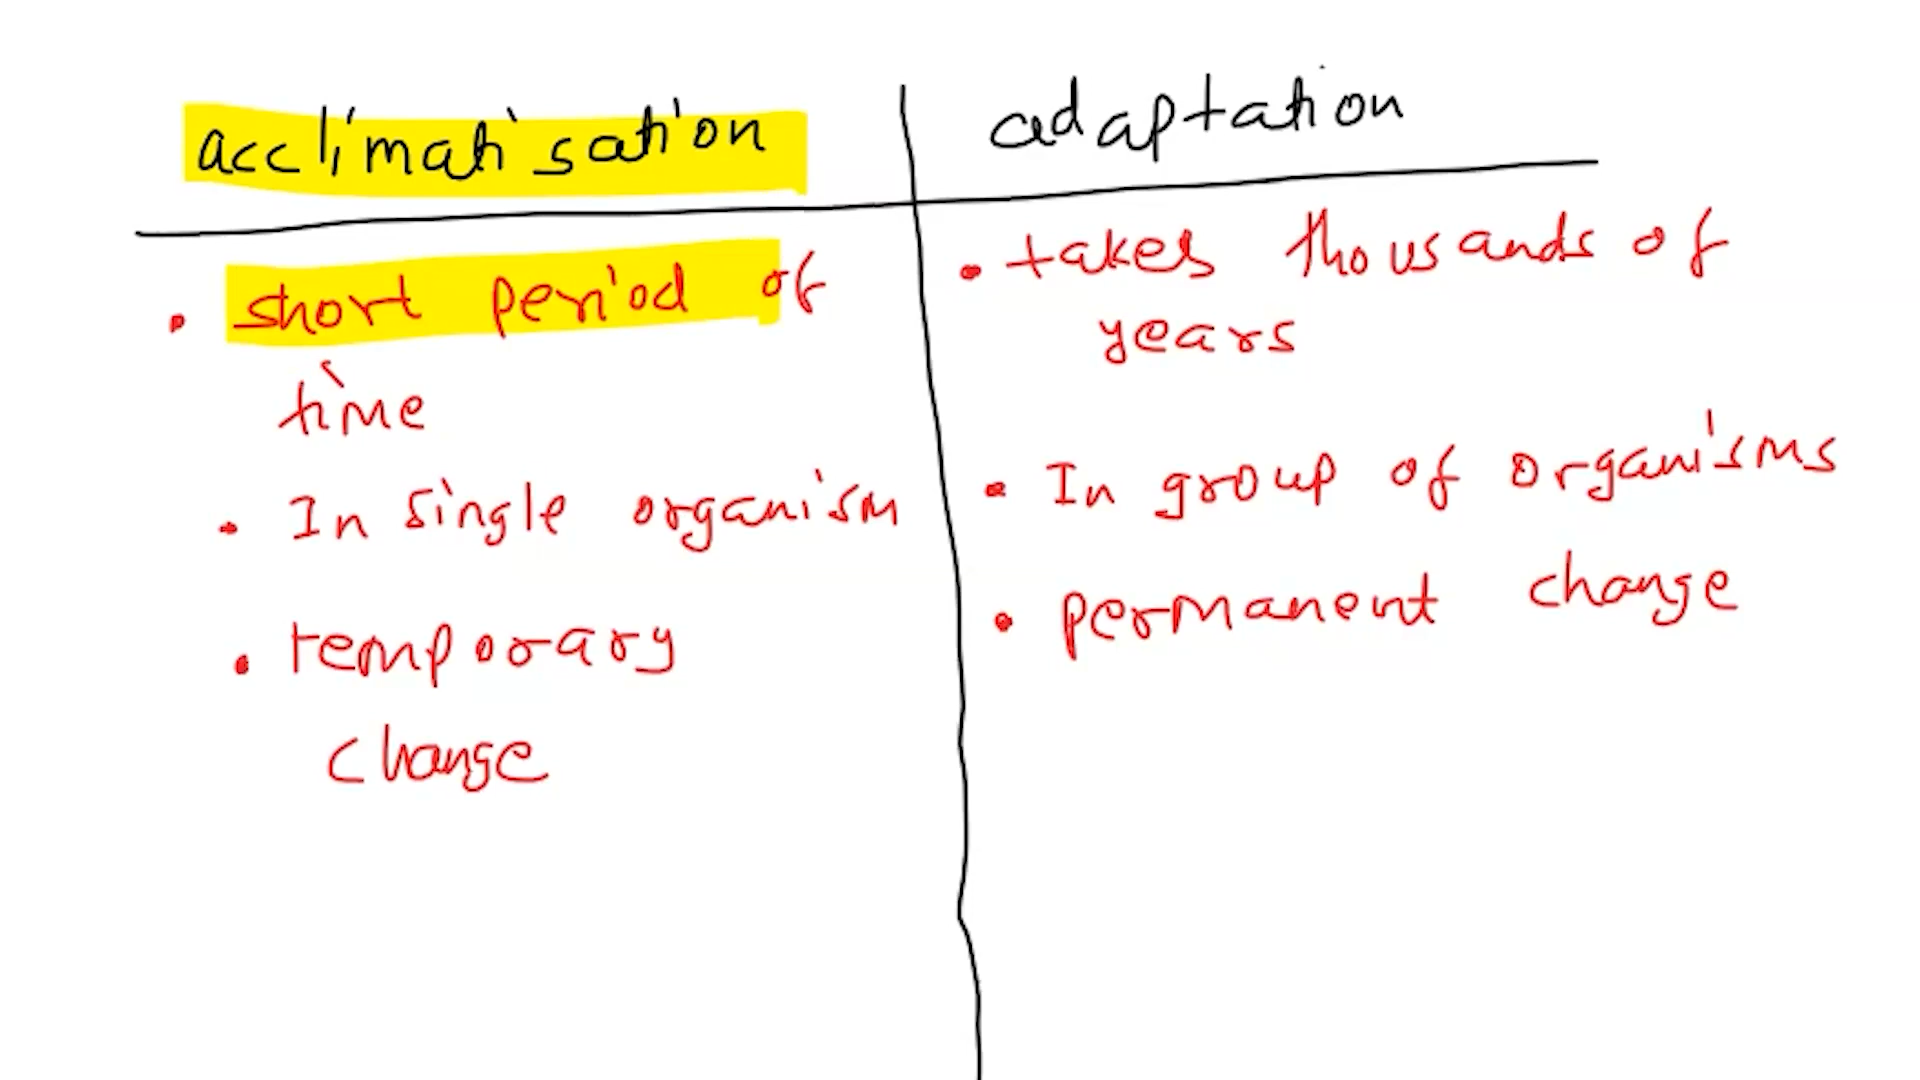 acclimatisation
short period of
time
In single organism
temporary
change
adaptation
takes thousands of
years
In group of organisms
permanent change